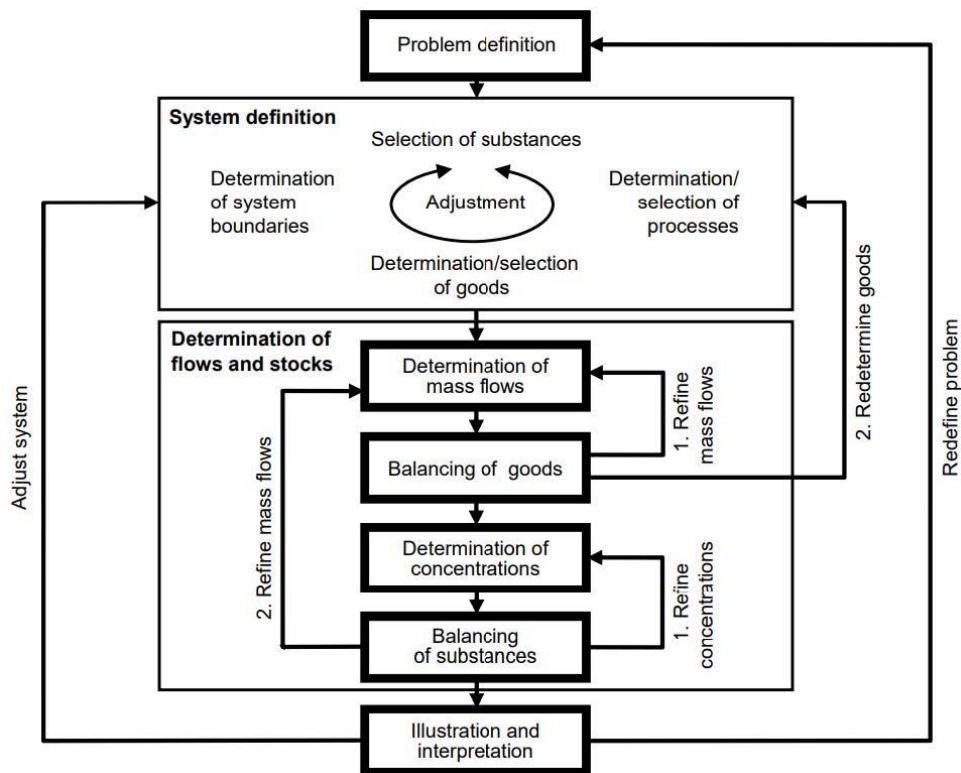 Problem definition
System definition
Selection of substances
Determination
of system
boundaries
Adjustment
Determination/
selection of
processes
Determination/selection
of goods
Determination of
flows and stocks
Determination of
mass flows
Balancing of goods
Determination of
concentrations
Balancing
of substances
Illustration and
interpretation
Adjust system
2. Refine mass flows
1. Refine
mass flows
1. Refine
concentrations
2. Redetermine goods
Redefine problem